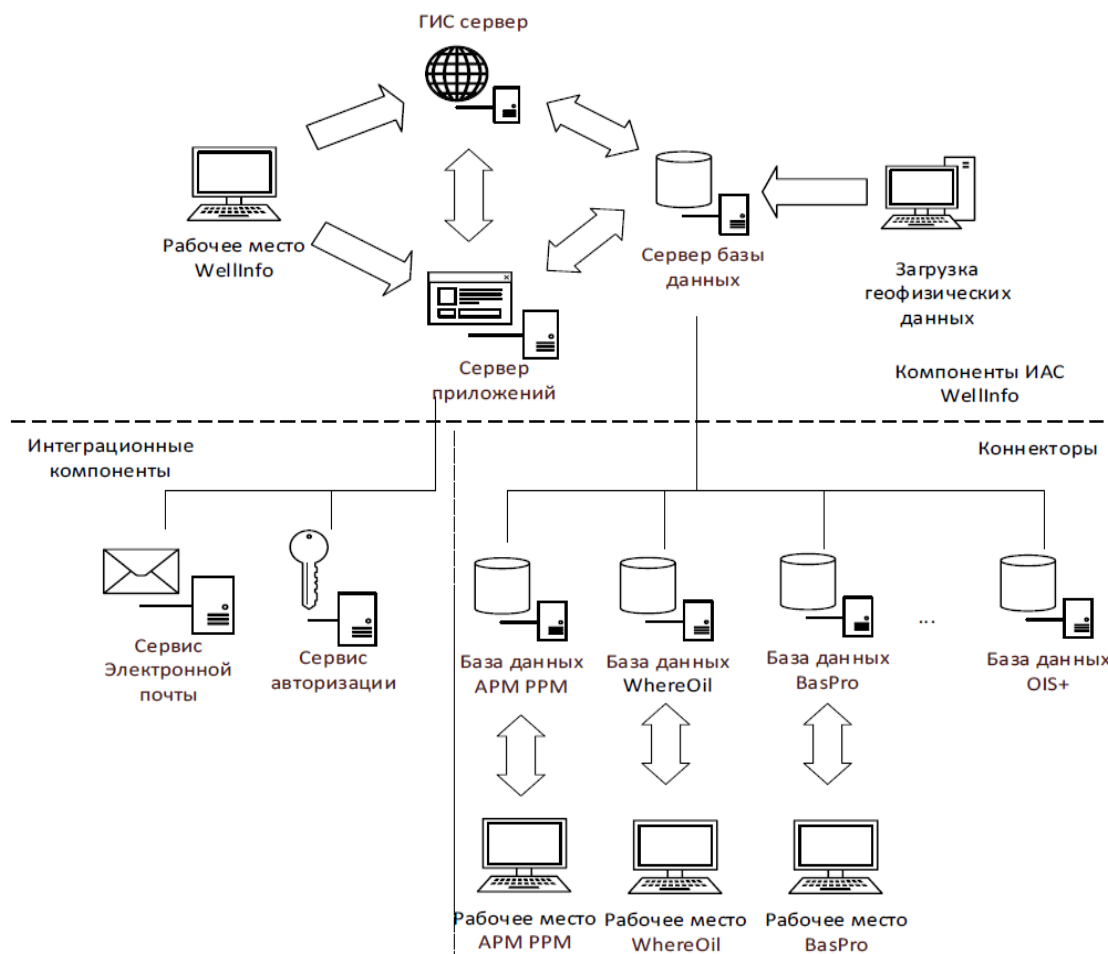 ГИС сервер
Рабочее место
WellInfo
Сервер базы
данных
Загрузка
геофизических
данных
Сервер
приложений
Компоненты ИАС
WellInfo
Интеграционные
компоненты
Коннекторы
Сервис
Электронной
почты
Сервис
авторизации
База данных
АРМ РРМ
База данных
WhereOil
База данных
BasPro
...
База данных
OIS+
Рабочее место
АРМ РРМ
Рабочее место
WhereOil
Рабочее место
BasPro